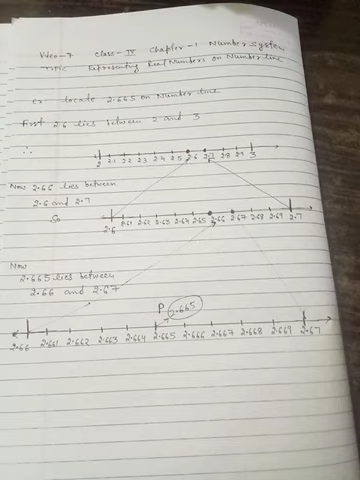 Video-7 Class-IX Chapter-1 Number System
Topic Representing Real Numbers on Number line
ex- locate 2.665 on Number line
First 2.6 lies between 2 and 3
∴
2 2.1 2.2 2.3 2.4 2.5 2.6 2.7 2.8 2.9 3
Now 2.66 lies between
2.6 and 2.7
So
2.6 2.61 2.62 2.63 2.64 2.65 2.66 2.67 2.68 2.69 2.7
Now
2.665 lies between
2.66 and 2.67
P 2.665
2.66 2.661 2.662 2.663 2.664 2.665 2.666 2.667 2.668 2.669 2.67